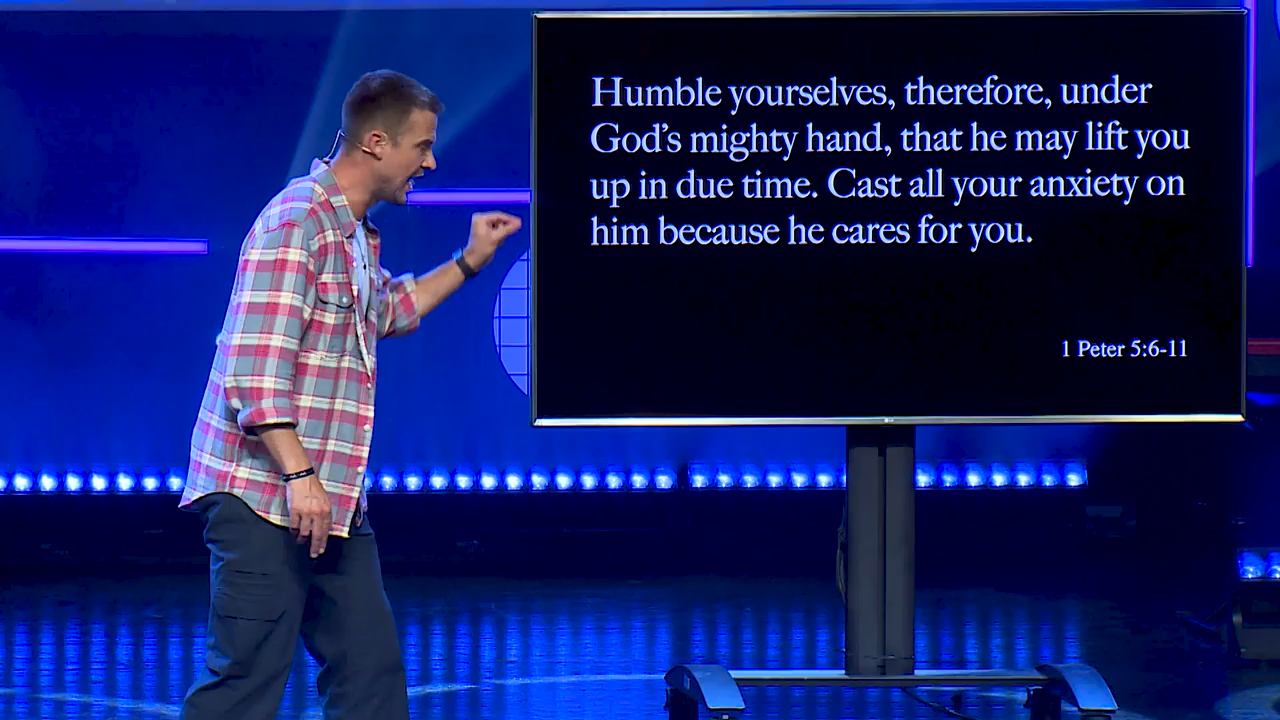 Humble yourselves, therefore, under
God's mighty hand, that he may lift you
up in due time. Cast all your anxiety on
him because he cares for you.
1 Peter 5:6-11